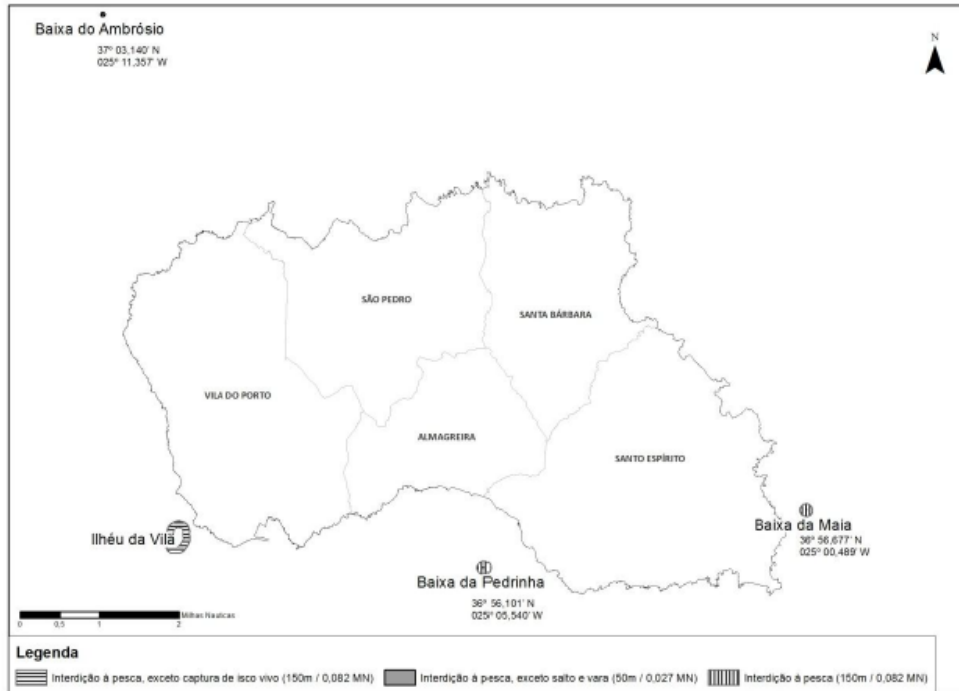 Baixa do Ambrósio
37º 03,140' N
025º 11,357' W
N
SÃO PEDRO
SANTA BÁRBARA
VILA DO PORTO
ALMAGREIRA
SANTO ESPÍRITO
Ilhéu da Vila
Baixa da Maia
36º 56,677' N
025º 00,489' W
Baixa da Pedrinha
36º 56,101' N
025º 05,540' W
Milhas Nauticas
0 0,5 1 2
Legenda
Interdição á pesca, exceto captura de isco vivo (150m / 0,082 MN) Interdição á pesca, exceto salto e vara (50m / 0,027 MN) Interdição á pesca (150m / 0,082 MN)